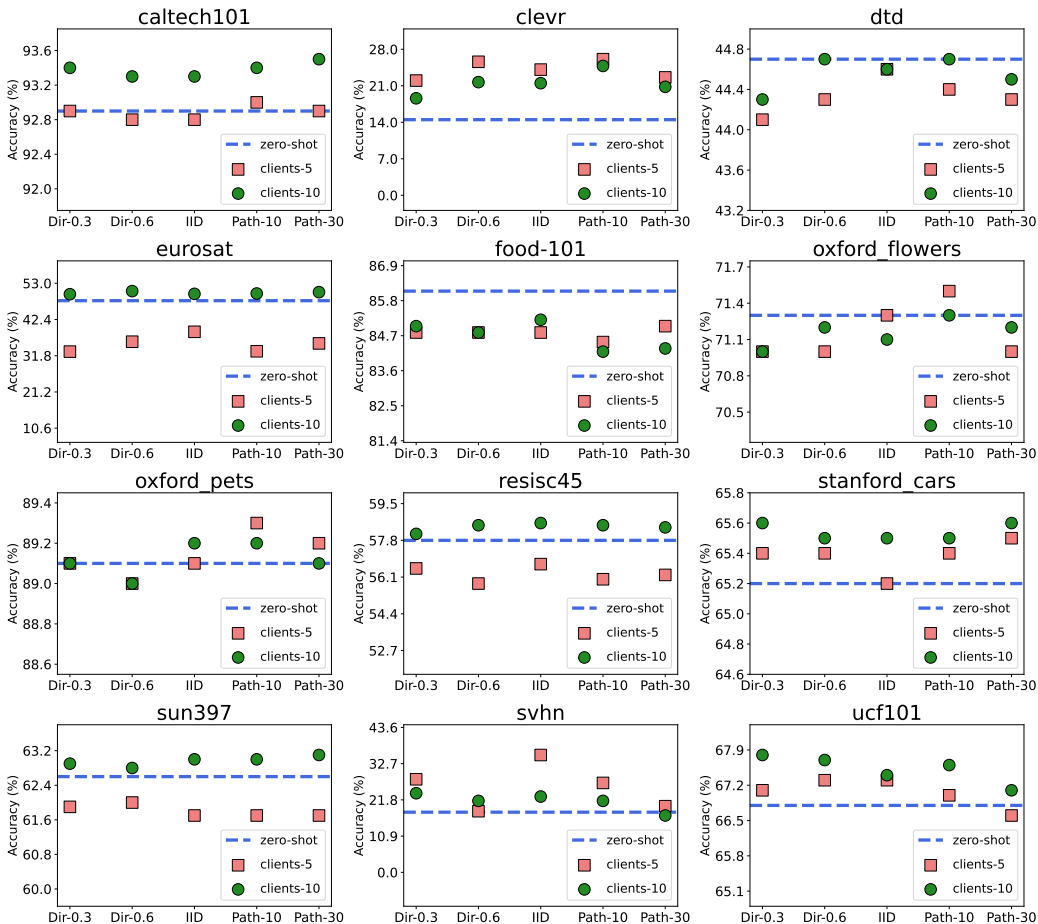 caltech101
Accuracy (%)
93.6
93.2
92.8
92.4
92.0
zero-shot
clients-5
clients-10
Dir-0.3 Dir-0.6 IID Path-10 Path-30
clevr
Accuracy (%)
28.0
21.0
14.0
7.0
0.0
zero-shot
clients-5
clients-10
Dir-0.3 Dir-0.6 IID Path-10 Path-30
dtd
Accuracy (%)
44.8
44.4
44.0
43.6
43.2
zero-shot
clients-5
clients-10
Dir-0.3 Dir-0.6 IID Path-10 Path-30
eurosat
Accuracy (%)
53.0
42.4
31.8
21.2
10.6
zero-shot
clients-5
clients-10
Dir-0.3 Dir-0.6 IID Path-10 Path-30
food-101
Accuracy (%)
86.9
85.8
84.7
83.6
82.5
81.4
zero-shot
clients-5
clients-10
Dir-0.3 Dir-0.6 IID Path-10 Path-30
oxford_flowers
Accuracy (%)
71.7
71.4
71.1
70.8
70.5
zero-shot
clients-5
clients-10
Dir-0.3 Dir-0.6 IID Path-10 Path-30
oxford_pets
Accuracy (%)
89.4
89.2
89.0
88.8
88.6
zero-shot
clients-5
clients-10
Dir-0.3 Dir-0.6 IID Path-10 Path-30
resisc45
Accuracy (%)
59.5
57.8
56.1
54.4
52.7
zero-shot
clients-5
clients-10
Dir-0.3 Dir-0.6 IID Path-10 Path-30
stanford_cars
Accuracy (%)
65.8
65.6
65.4
65.2
65.0
64.8
64.6
zero-shot
clients-5
clients-10
Dir-0.3 Dir-0.6 IID Path-10 Path-30
sun397
Accuracy (%)
63.2
62.4
61.6
60.8
60.0
zero-shot
clients-5
clients-10
Dir-0.3 Dir-0.6 IID Path-10 Path-30
svhn
Accuracy (%)
43.6
32.7
21.8
10.9
0.0
zero-shot
clients-5
clients-10
Dir-0.3 Dir-0.6 IID Path-10 Path-30
ucf101
Accuracy (%)
67.9
67.2
66.5
65.8
65.1
zero-shot
clients-5
clients-10
Dir-0.3 Dir-0.6 IID Path-10 Path-30